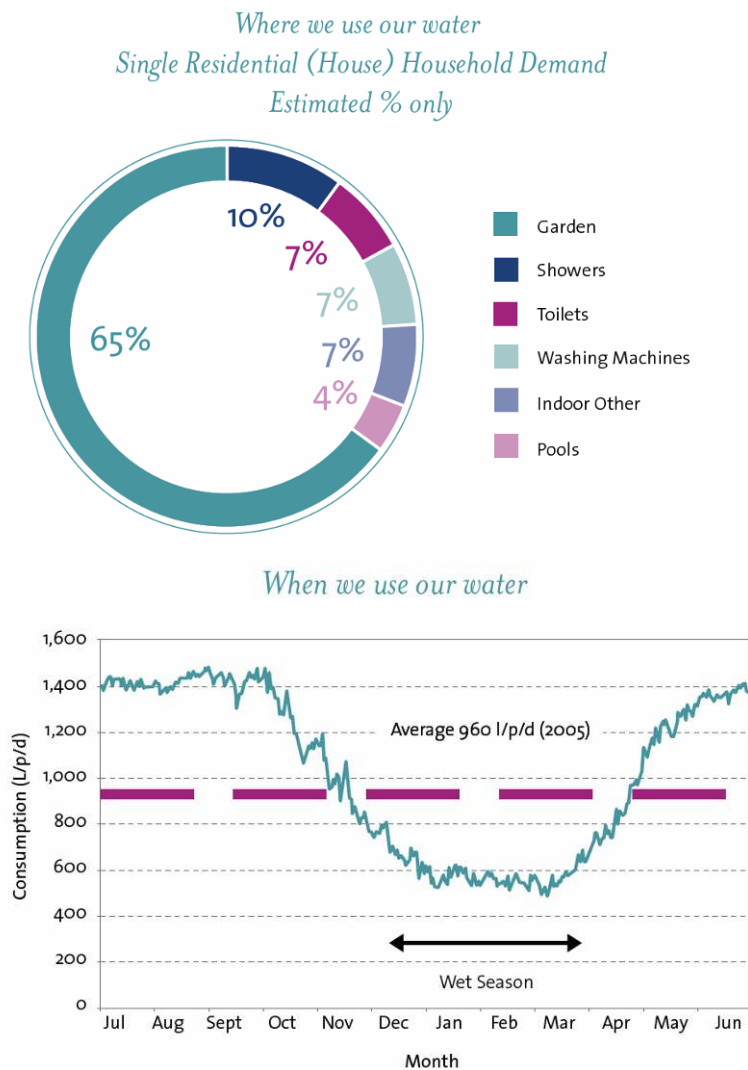 Where we use our water
Single Residential (House) Household Demand
Estimated % only
10%
7%
7%
7%
4%
65%
Garden
Showers
Toilets
Washing Machines
Indoor Other
Pools
When we use our water
Consumption (L/p/d)
1,600
1,400
1,200
1,000
800
600
400
200
0
Average 960 l/p/d (2005)
Wet Season
Jul Aug Sept Oct Nov Dec Jan Feb Mar Apr May Jun
Month